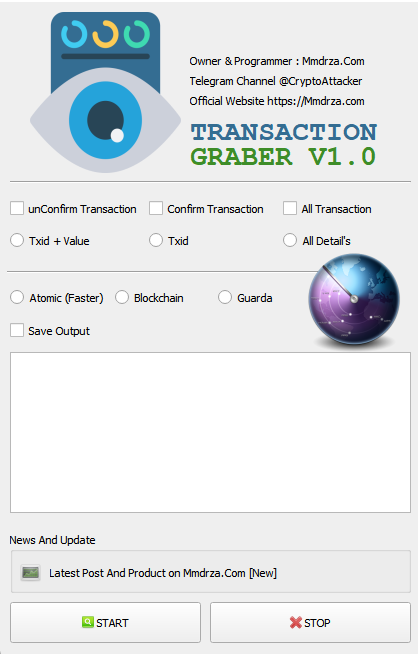 Owner & Programmer : Mmdrza.Com
Telegram Channel @CryptoAttacker
Official Website https://Mmdrza.com
TRANSACTION
GRABER V1.0
unConfirm Transaction Confirm Transaction All Transaction
Txid + Value Txid All Detail's
Atomic (Faster) Blockchain Guarda
Save Output
News And Update
Latest Post And Product on Mmdrza.Com [New]
START STOP